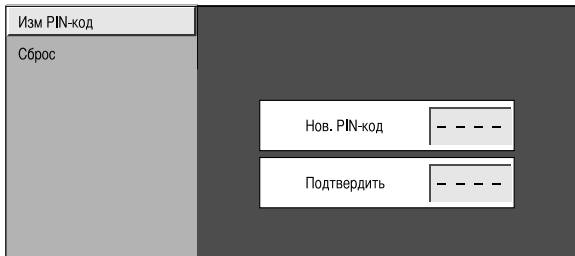 Изм PIN-код
Сброс
Нов. PIN-код
– – – –
Подтвердить
– – – –